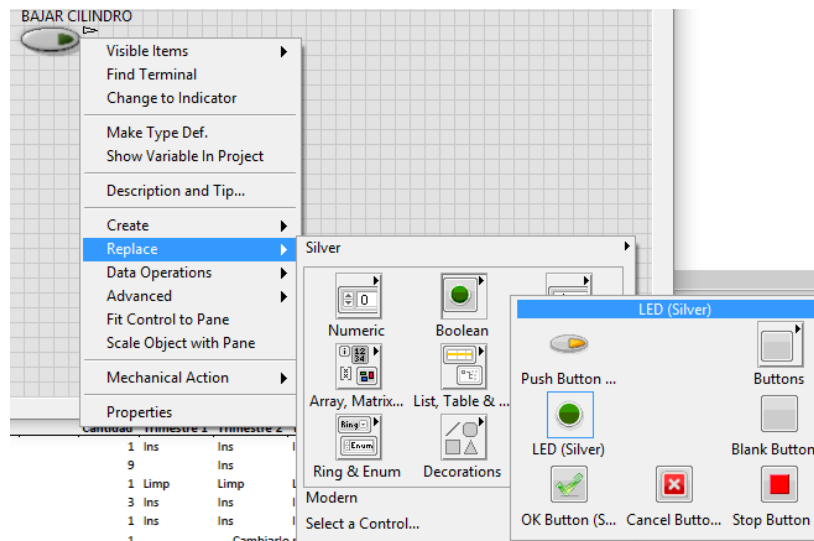 BAJAR CILINDRO
Visible Items
Find Terminal
Change to Indicator
Make Type Def.
Show Variable In Project
Description and Tip...
Create
Replace
Data Operations
Advanced
Fit Control to Pane
Scale Object with Pane
Mechanical Action
Properties
Silver
Numeric
Boolean
Array, Matrix...
List, Table & ...
Ring & Enum
Decorations
Modern
Select a Control...
LED (Silver)
Push Button ...
Buttons
LED (Silver)
Blank Button
OK Button (S...
Cancel Butto...
Stop Button
Cantidad Trimestre 1 Trimestre 2
1 Ins Ins
9 Ins
1 Limp Limp
3 Ins Ins
1 Ins Ins
1